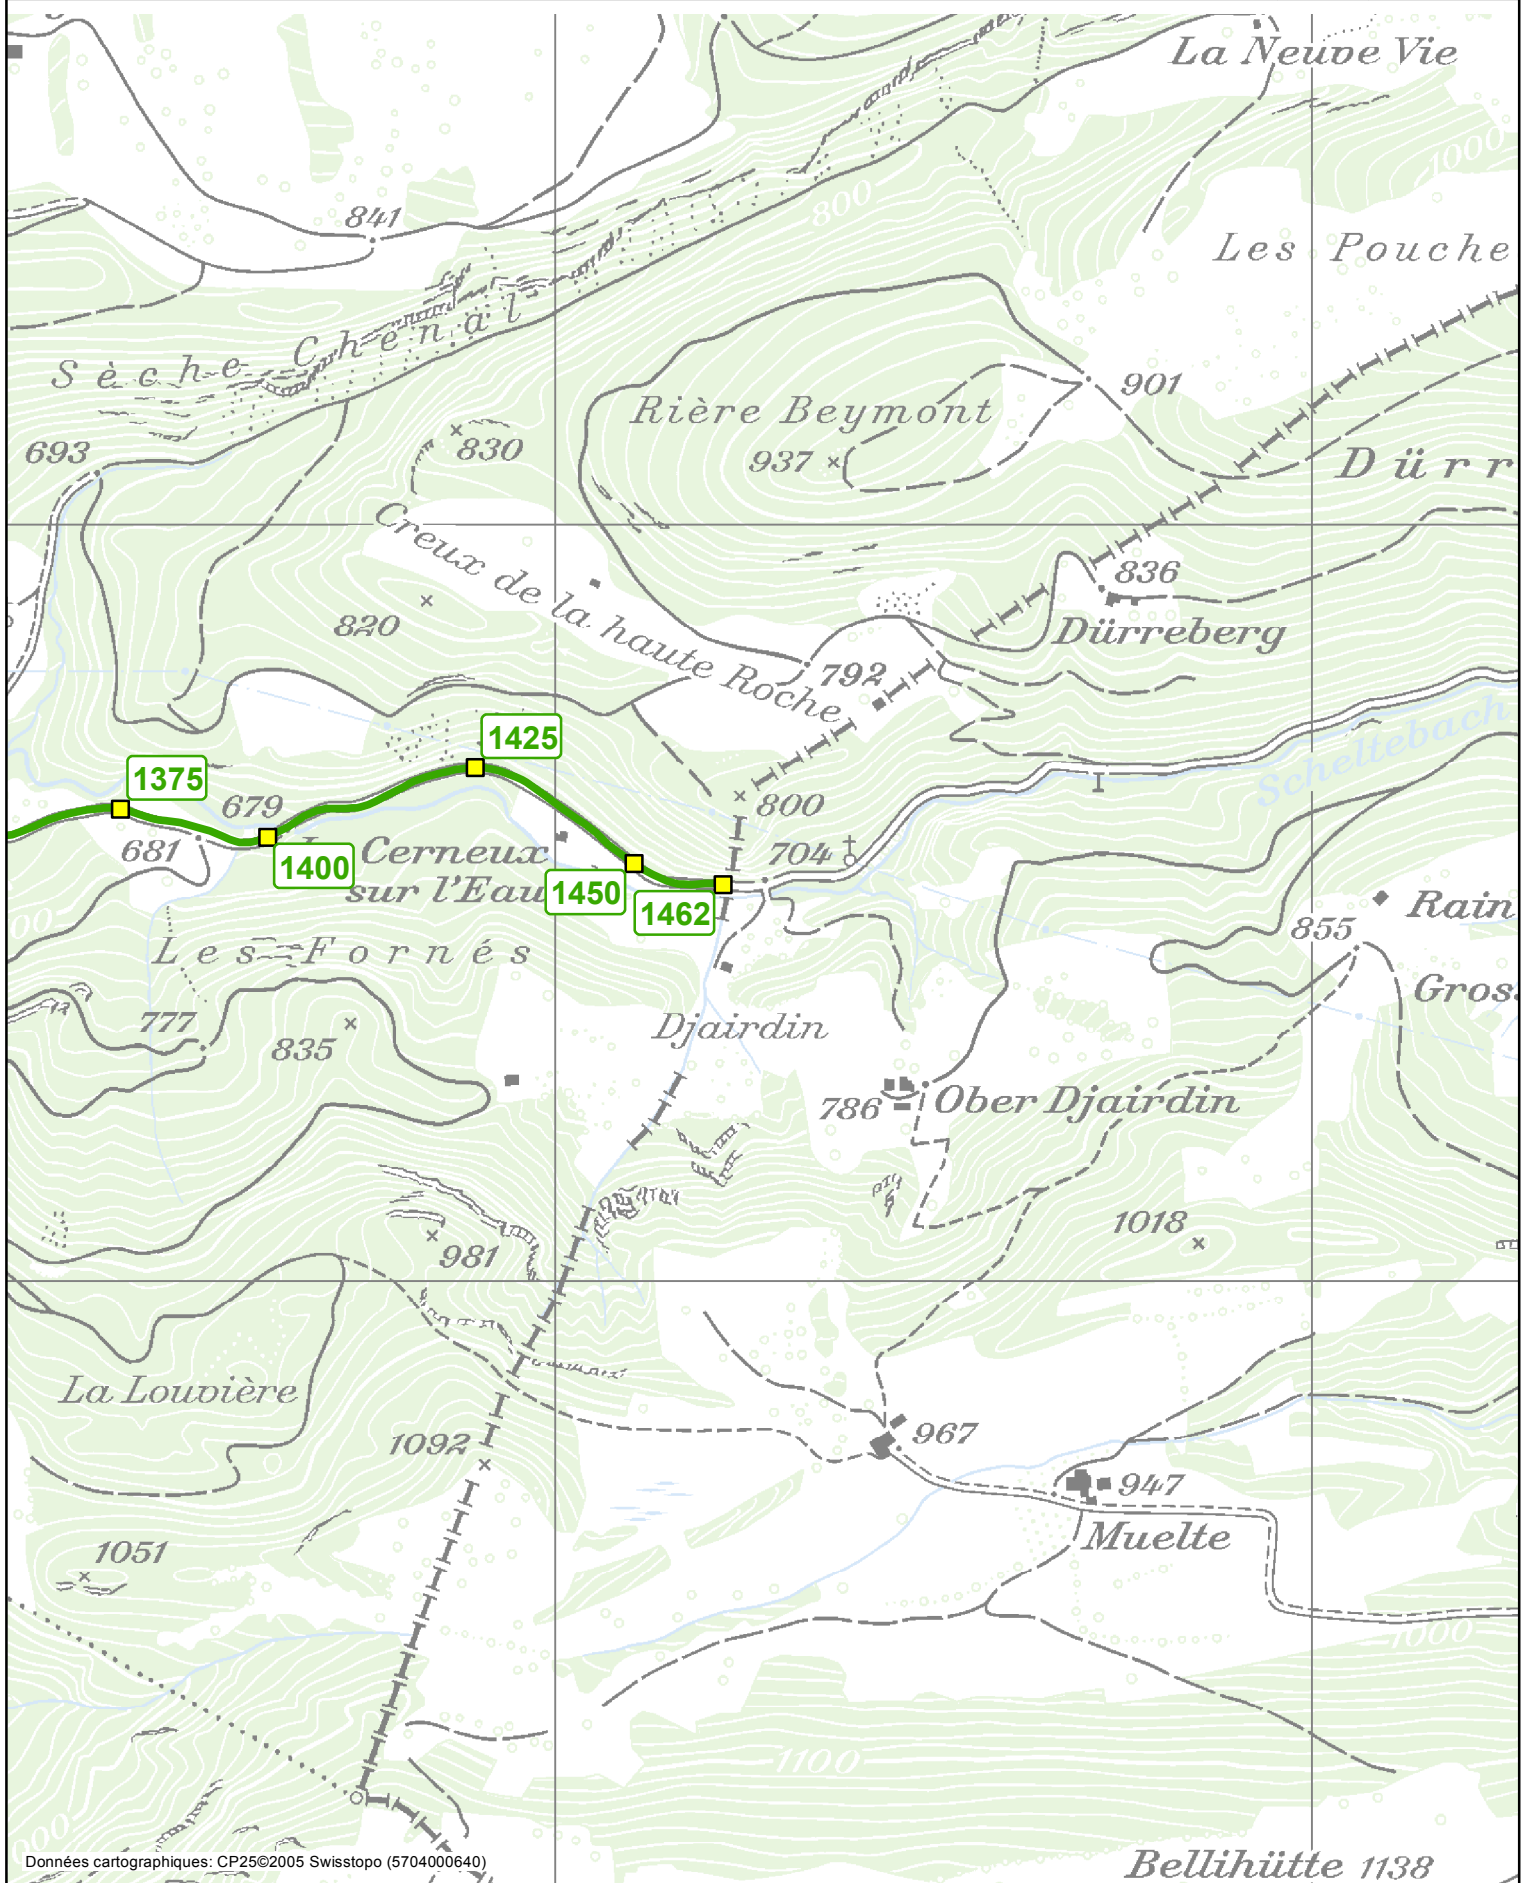 La Neuve Vie
1000
841
800
Les Pouche
Sèche Chenal
901
Rière Beymont
693
830
937
Dürr
Creux de la haute Roche
836
820
Dürreberg
792
1425
Scheltebach
1375
679
800
681
1400
Cerneux
sur l'Eau
704
1450
1462
Rain
855
Les Fornés
Gros
777
835
Djairdin
786
Ober Djairdin
1018
981
La Louvière
1092
967
947
Muelte
1051
1000
1100
Données cartographiques: CP25©2005 Swisstopo (5704000640)
Bellihütte 1138